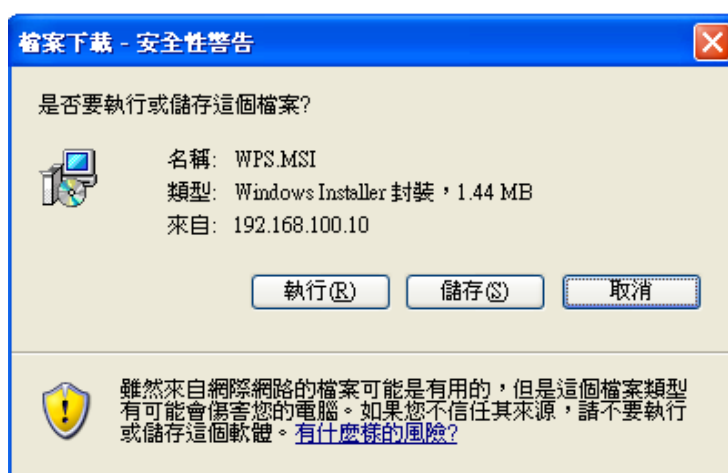 檔案下載 - 安全性警告
是否要執行或儲存這個檔案?
名稱: WPS.MSI
類型: Windows Installer 封裝，1.44 MB
來自: 192.168.100.10
執行(R) 儲存(S) 取消
雖然來自網際網路的檔案可能是有用的，但是這個檔案類型
有可能會傷害您的電腦。如果您不信任其來源，請不要執行
或儲存這個軟體。有什麼樣的風險?